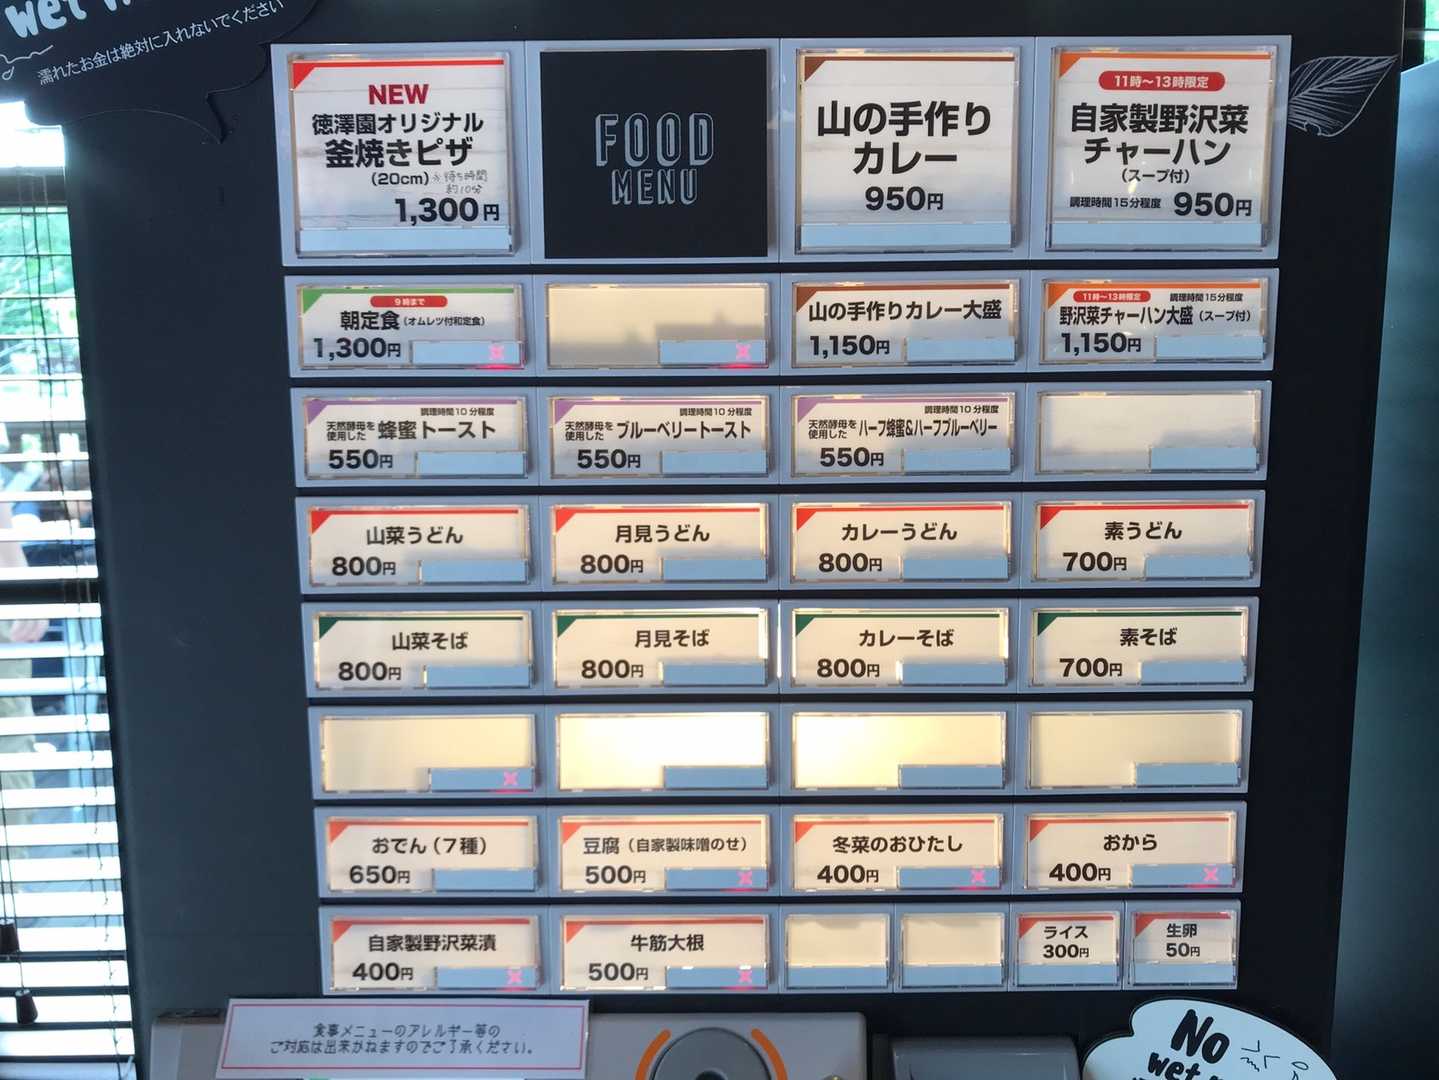 wet
濡れたお金は絶対に入れないでください
NEW
徳澤園オリジナル
釜焼きピザ
(20cm) ※待ち時間
約10分
1,300円
FOOD
MENU
山の手作り
カレー
950円
11時〜13時限定
自家製野沢菜
チャーハン
(スープ付)
調理時間15分程度 950円
9時まで
朝定食(オムレツ付和定食)
1,300円
山の手作りカレー大盛
1,150円
11時〜13時限定 調理時間15分程度
野沢菜チャーハン大盛(スープ付)
1,150円
調理時間10分程度
天然酵母を
使用した 蜂蜜トースト
550円
調理時間10分程度
天然酵母を
使用した ブルーベリートースト
550円
調理時間10分程度
天然酵母を
使用した ハーフ蜂蜜&ハーフブルーベリー
550円
山菜うどん
800円
月見うどん
800円
カレーうどん
800円
素うどん
700円
山菜そば
800円
月見そば
800円
カレーそば
800円
素そば
700円
おでん(7種)
650円
豆腐(自家製味噌のせ)
500円
冬菜のおひたし
400円
おから
400円
自家製野沢菜漬
400円
牛筋大根
500円
ライス
300円
生卵
50円
食事メニューのアレルギー等の
ご対応は出来かねますのでご了承ください。
No
wet